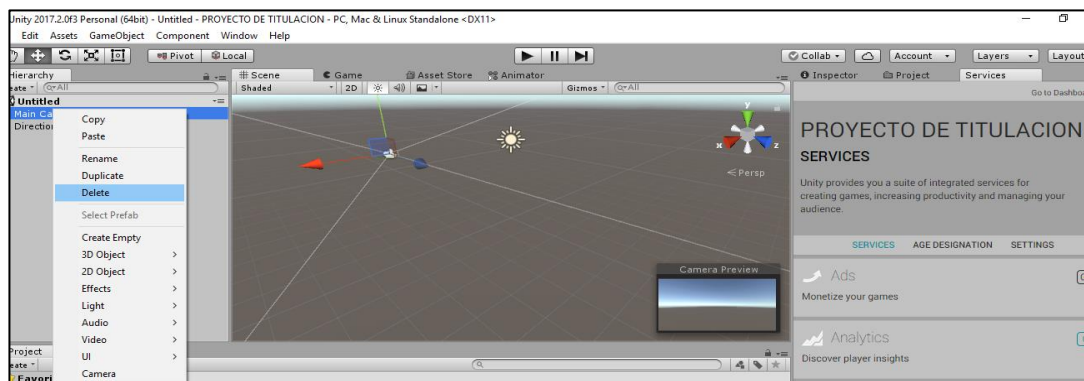 Unity 2017.2.0f3 Personal (64bit) - Untitled - PROYECTO DE TITULACION - PC, Mac & Linux Standalone <DX11>
Edit Assets GameObject Component Window Help
Pivot Local Collab Account Layers Layout
Hierarchy Scene Game Asset Store Animator Inspector Project Services
eate All Shaded 2D Gizmos All Go to Dashboa
Untitled
Main Ca
Direction
Copy
Paste
Rename
Duplicate
Delete
Select Prefab
Create Empty
3D Object
2D Object
Effects
Light
Audio
Video
UI
Camera
y
x z
Persp
Camera Preview
PROYECTO DE TITULACION
SERVICES
Unity provides you a suite of integrated services for
creating games, increasing productivity and managing your
audience.
SERVICES AGE DESIGNATION SETTINGS
Ads
Monetize your games
Analytics
Discover player insights
Project
eate
Favori